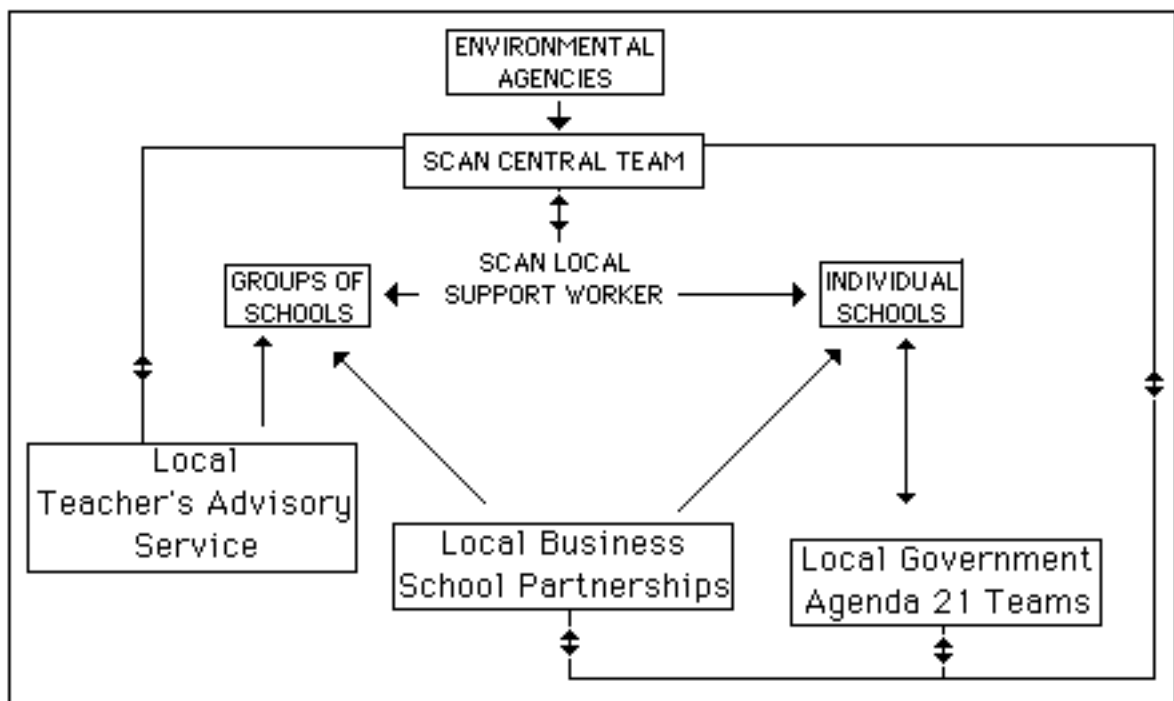 ENVIRONMENTAL
AGENCIES
SCAN CENTRAL TEAM
SCAN LOCAL
SUPPORT WORKER
GROUPS OF
SCHOOLS
INDIVIDUAL
SCHOOLS
Local
Teacher's Advisory
Service
Local Business
School Partnerships
Local Government
Agenda 21 Teams